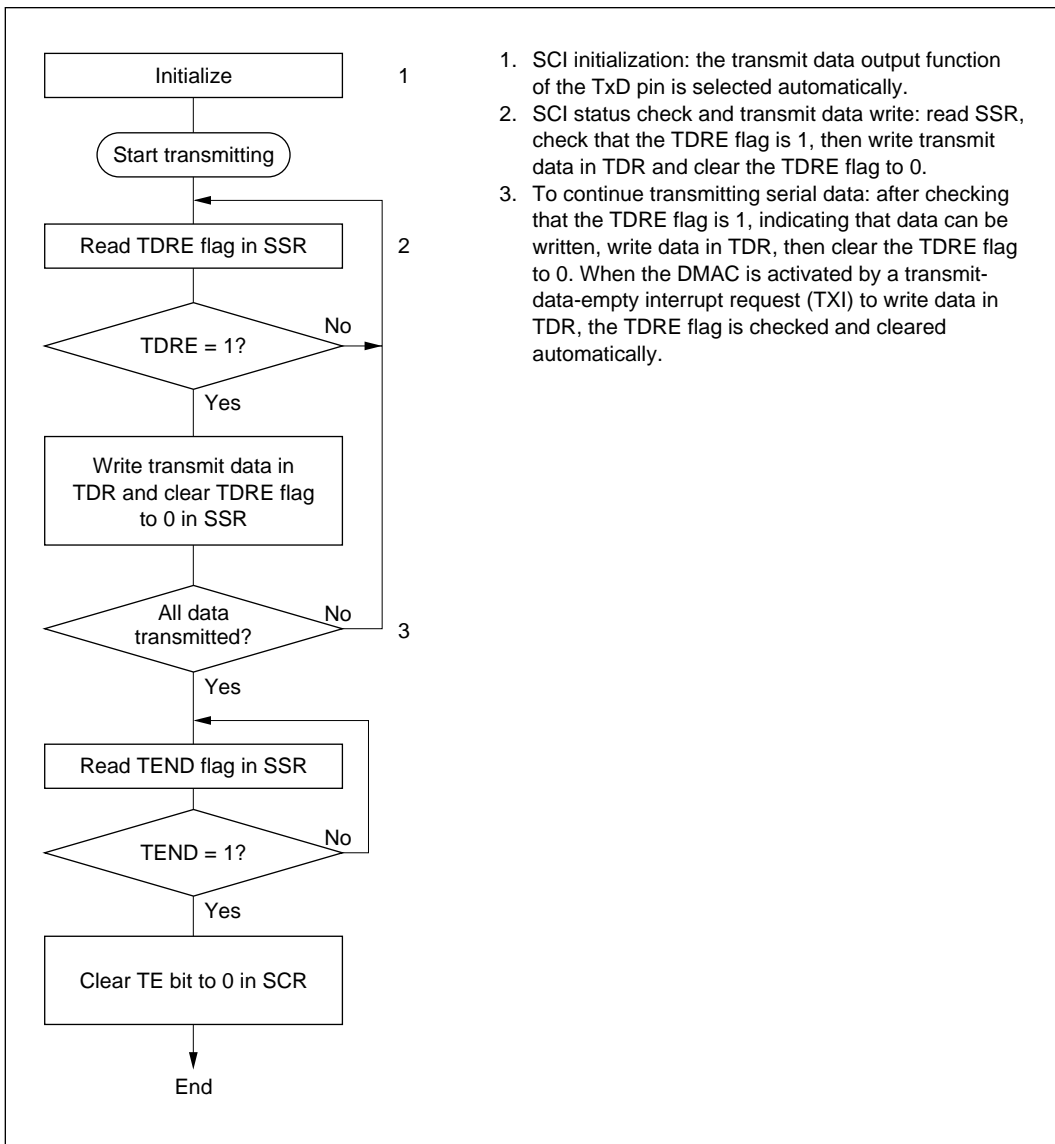 Initialize
1
Start transmitting
Read TDRE flag in SSR
2
TDRE = 1?
No
Yes
Write transmit data in
TDR and clear TDRE flag
to 0 in SSR
All data
transmitted?
No
3
Yes
Read TEND flag in SSR
TEND = 1?
No
Yes
Clear TE bit to 0 in SCR
End
1. SCI initialization: the transmit data output function
of the TxD pin is selected automatically.
2. SCI status check and transmit data write: read SSR,
check that the TDRE flag is 1, then write transmit
data in TDR and clear the TDRE flag to 0.
3. To continue transmitting serial data: after checking
that the TDRE flag is 1, indicating that data can be
written, write data in TDR, then clear the TDRE flag
to 0. When the DMAC is activated by a transmit-
data-empty interrupt request (TXI) to write data in
TDR, the TDRE flag is checked and cleared
automatically.